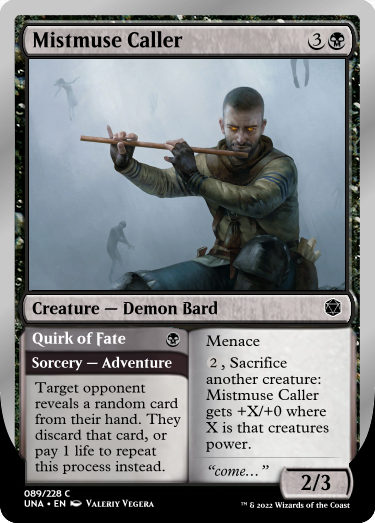 Mistmuse Caller 3
Creature — Demon Bard
Quirk of Fate
Sorcery — Adventure
Target opponent
reveals a random card
from their hand. They
discard that card, or
pay 1 life to repeat
this process instead.
Menace
2 , Sacrifice
another creature:
Mistmuse Caller
gets +X/+0 where
X is that creatures
power.
"come..."
2/3
089/228 C
UNA • EN VALERIY VEGERA
™ & 2022 Wizards of the Coast